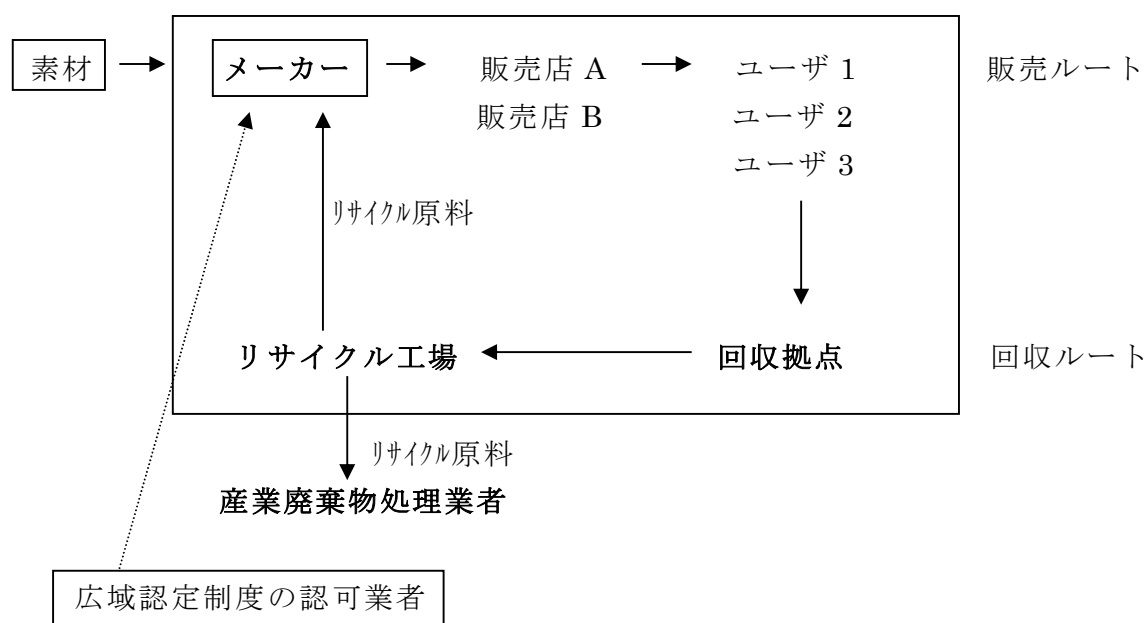 素材
メーカー
販売店 A
ユーザ 1
販売ルート
販売店 B
ユーザ 2
ユーザ 3
ﾘｻｲｸﾙ原料
リサイクル工場
回収拠点
回収ルート
ﾘｻｲｸﾙ原料
産業廃棄物処理業者
広域認定制度の認可業者